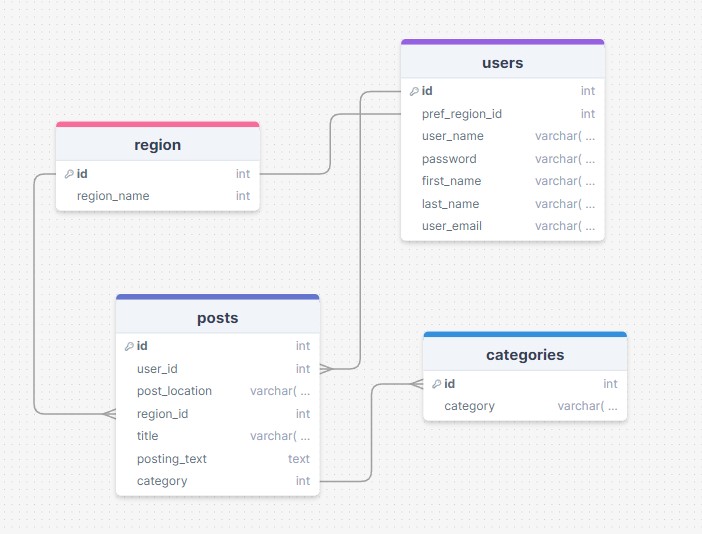 users
id int
pref_region_id int
user_name varchar( ...
password varchar( ...
first_name varchar( ...
last_name varchar( ...
user_email varchar( ...
region
id int
region_name int
posts
id int
user_id int
post_location varchar( ...
region_id int
title varchar( ...
posting_text text
category int
categories
id int
category varchar( ...